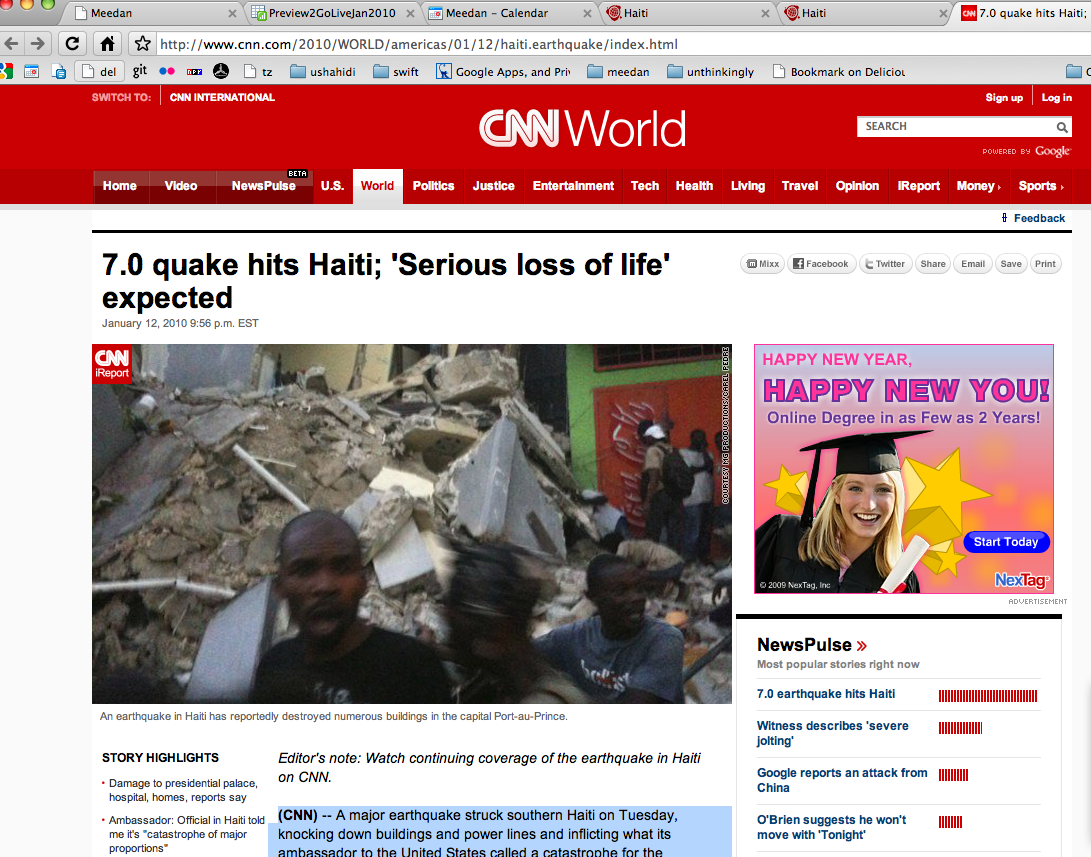 Meedan
Preview2GoLiveJan2010
Meedan - Calendar
Haiti
Haiti
CNN 7.0 quake hits Haiti;
http://www.cnn.com/2010/WORLD/americas/01/12/haiti.earthquake/index.html
del
git
npr
tz
ushahidi
swift
Google Apps, and Pri
meedan
unthinkingly
Bookmark on Deliciou
SWITCH TO:
CNN INTERNATIONAL
Sign up
Log in
CNN World
SEARCH
POWERED BY Google
BETA
Home
Video
NewsPulse
U.S.
World
Politics
Justice
Entertainment
Tech
Health
Living
Travel
Opinion
iReport
Money
Sports
Feedback
7.0 quake hits Haiti; 'Serious loss of life'
expected
January 12, 2010 9:56 p.m. EST
Mixx
Facebook
Twitter
Share
Email
Save
Print
CNN
iReport
COURTESY MG PRODUCTIONS/CAREL PEDRE
Coca-Cola
An earthquake in Haiti has reportedly destroyed numerous buildings in the capital Port-au-Prince.
HAPPY NEW YEAR,
HAPPY NEW YOU!
Online Degree in as Few as 2 Years!
Start Today
© 2009 NexTag, Inc
NexTag
ADVERTISEMENT
STORY HIGHLIGHTS
• Damage to presidential palace,
hospital, homes, reports say
• Ambassador: Official in Haiti told
me it's "catastrophe of major
proportions"
Editor's note: Watch continuing coverage of the earthquake in Haiti
on CNN.
(CNN) -- A major earthquake struck southern Haiti on Tuesday,
knocking down buildings and power lines and inflicting what its
ambassador to the United States called a catastrophe for the
NewsPulse »
Most popular stories right now
7.0 earthquake hits Haiti
Witness describes 'severe
jolting'
Google reports an attack from
China
O'Brien suggests he won't
move with 'Tonight'